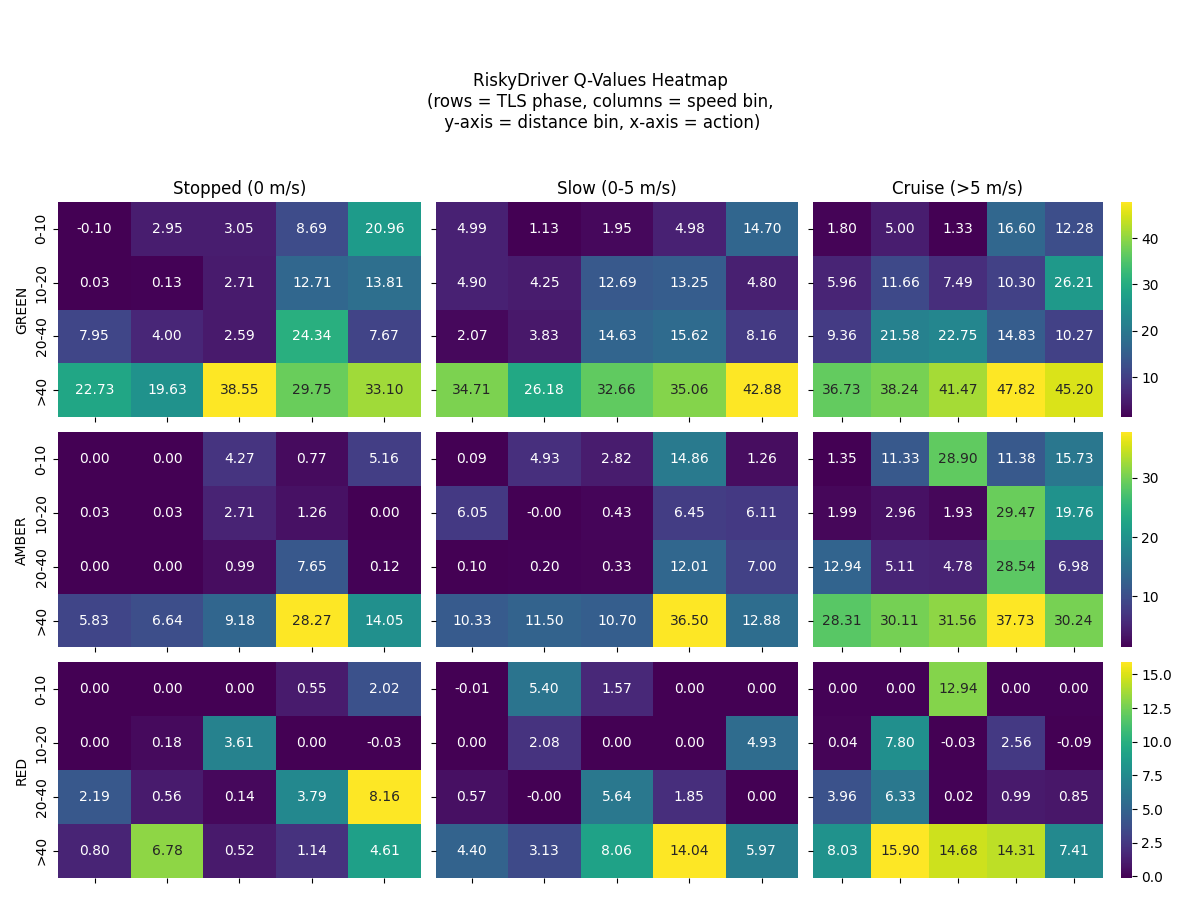 RiskyDriver Q-Values Heatmap
(rows = TLS phase, columns = speed bin,
y-axis = distance bin, x-axis = action)
Stopped (0 m/s) Slow (0-5 m/s) Cruise (>5 m/s)
GREEN
0-10 -0.10 2.95 3.05 8.69 20.96 4.99 1.13 1.95 4.98 14.70 1.80 5.00 1.33 16.60 12.28
10-20 0.03 0.13 2.71 12.71 13.81 4.90 4.25 12.69 13.25 4.80 5.96 11.66 7.49 10.30 26.21
20-40 7.95 4.00 2.59 24.34 7.67 2.07 3.83 14.63 15.62 8.16 9.36 21.58 22.75 14.83 10.27
>40 22.73 19.63 38.55 29.75 33.10 34.71 26.18 32.66 35.06 42.88 36.73 38.24 41.47 47.82 45.20
40
30
20
10
AMBER
0-10 0.00 0.00 4.27 0.77 5.16 0.09 4.93 2.82 14.86 1.26 1.35 11.33 28.90 11.38 15.73
10-20 0.03 0.03 2.71 1.26 0.00 6.05 -0.00 0.43 6.45 6.11 1.99 2.96 1.93 29.47 19.76
20-40 0.00 0.00 0.99 7.65 0.12 0.10 0.20 0.33 12.01 7.00 12.94 5.11 4.78 28.54 6.98
>40 5.83 6.64 9.18 28.27 14.05 10.33 11.50 10.70 36.50 12.88 28.31 30.11 31.56 37.73 30.24
30
20
10
RED
0-10 0.00 0.00 0.00 0.55 2.02 -0.01 5.40 1.57 0.00 0.00 0.00 0.00 12.94 0.00 0.00
10-20 0.00 0.18 3.61 0.00 -0.03 0.00 2.08 0.00 0.00 4.93 0.04 7.80 -0.03 2.56 -0.09
20-40 2.19 0.56 0.14 3.79 8.16 0.57 -0.00 5.64 1.85 0.00 3.96 6.33 0.02 0.99 0.85
>40 0.80 6.78 0.52 1.14 4.61 4.40 3.13 8.06 14.04 5.97 8.03 15.90 14.68 14.31 7.41
15.0
12.5
10.0
7.5
5.0
2.5
0.0